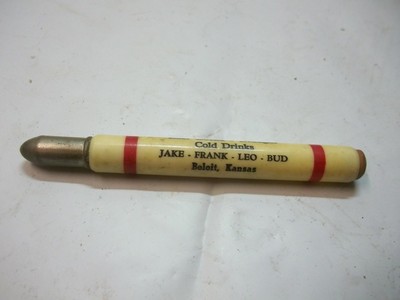 Cold Drinks
JAKE - FRANK - LEO - BUD
Beloit, Kansas